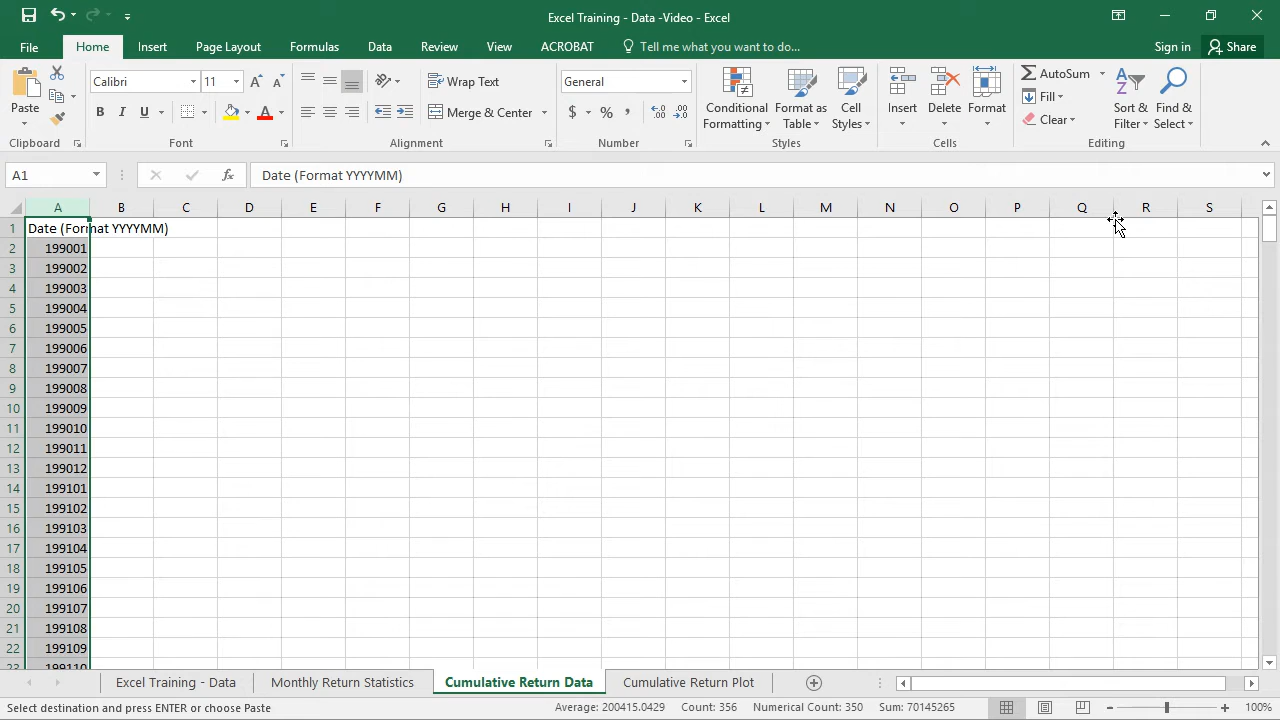 Excel Training - Data -Video - Excel
File Home Insert Page Layout Formulas Data Review View ACROBAT Tell me what you want to do... Sign in Share
Calibri 11 Wrap Text General AutoSum
Paste B I U A Merge & Center $ % , Conditional Formatting Format as Table Cell Styles Insert Delete Format Fill Clear Sort & Filter Find & Select
Clipboard Font Alignment Number Styles Cells Editing
A1 fx Date (Format YYYYMM)
A B C D E F G H I J K L M N O P Q R S
1 Date (Format YYYYMM)
2 199001
3 199002
4 199003
5 199004
6 199005
7 199006
8 199007
9 199008
10 199009
11 199010
12 199011
13 199012
14 199101
15 199102
16 199103
17 199104
18 199105
19 199106
20 199107
21 199108
22 199109
23 199110
Excel Training - Data Monthly Return Statistics Cumulative Return Data Cumulative Return Plot
Select destination and press ENTER or choose Paste Average: 200415.0429 Count: 356 Numerical Count: 350 Sum: 70145265 100%